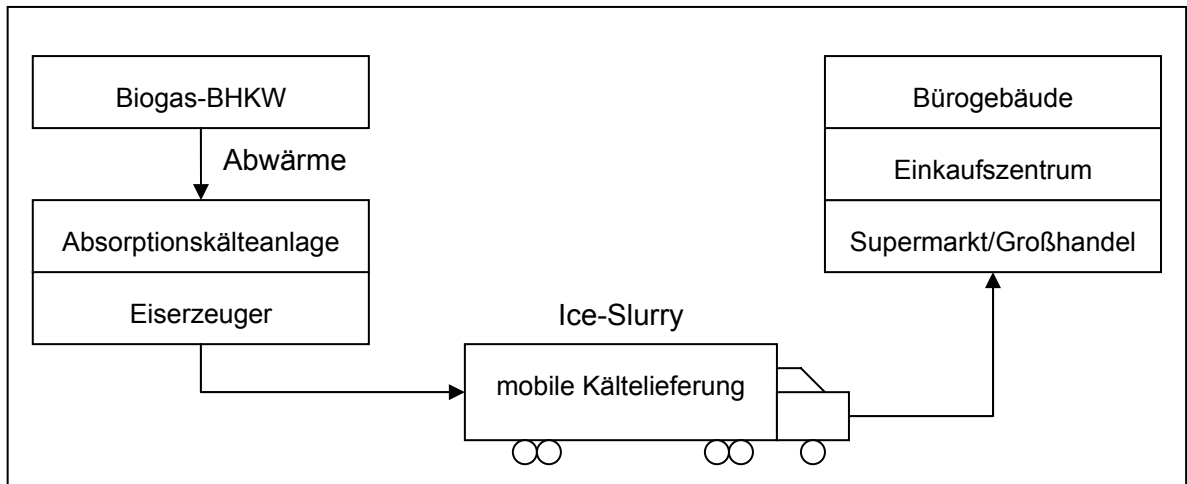 Biogas-BHKW
Abwärme
Absorptionskälteanlage
Eiserzeuger
Ice-Slurry
mobile Kältelieferung
Bürogebäude
Einkaufszentrum
Supermarkt/Großhandel